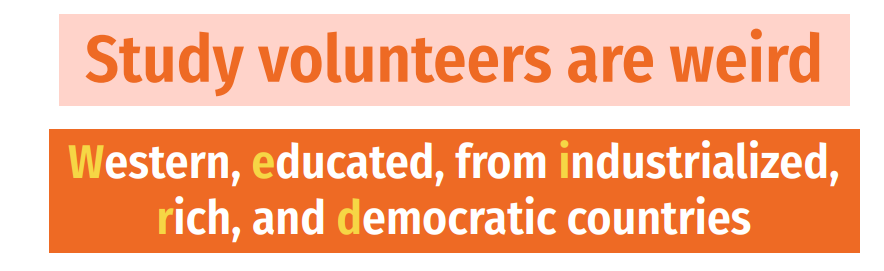 Study volunteers are weird
Western, educated, from industrialized,
rich, and democratic countries